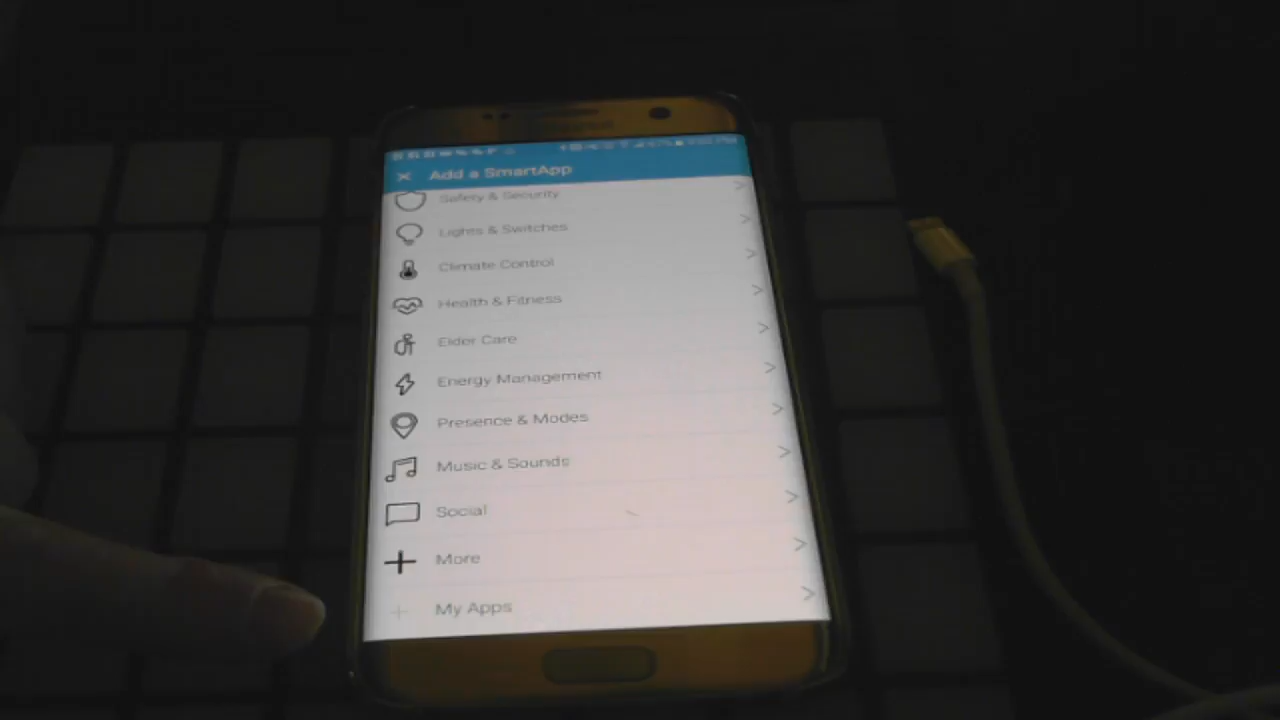 Add a SmartApp
Safety & Security
Lights & Switches
Climate Control
Health & Fitness
Elder Care
Energy Management
Presence & Modes
Music & Sounds
Social
More
My Apps